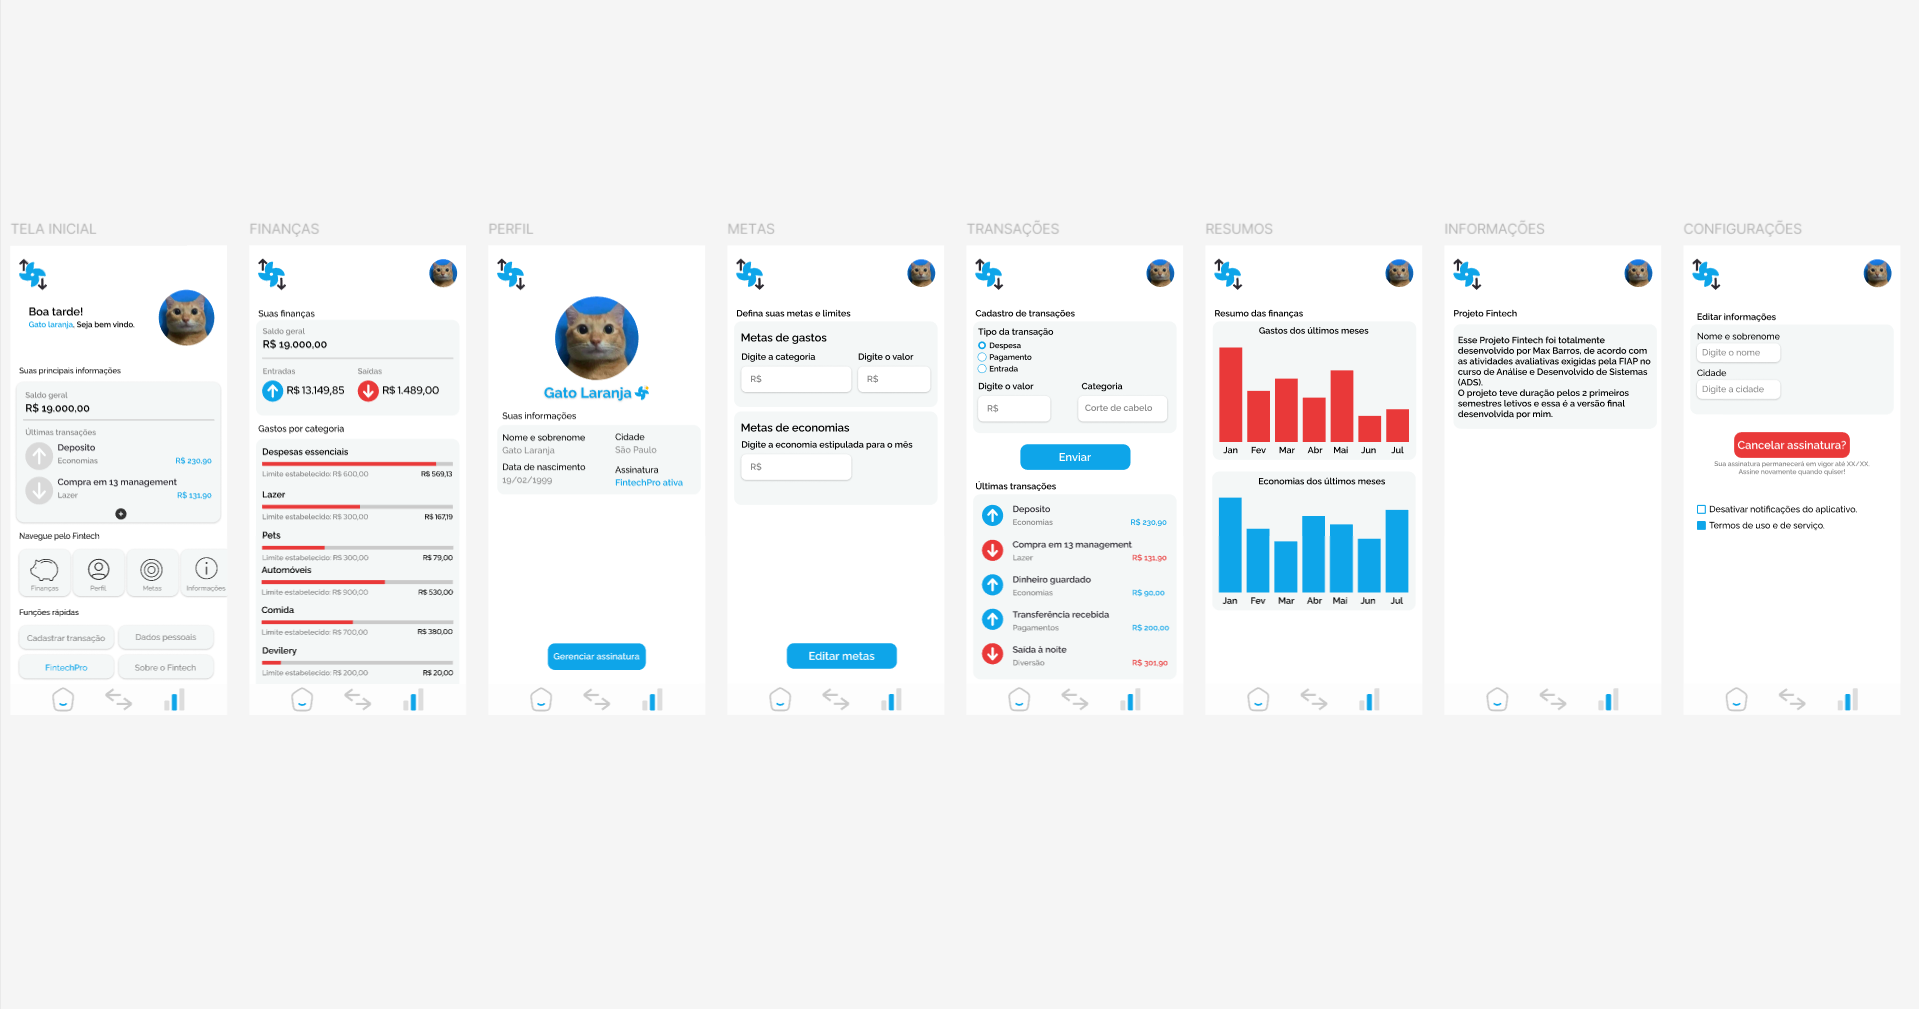 TELA INICIAL
Boa tarde!
Gato laranja, Seja bem vindo.
Suas principais informações
Saldo geral
R$ 19.000,00
Últimas transações
Deposito
Economias R$ 230,90
Compra em 13 management
Lazer R$ 131,90
Navegue pelo Fintech
Finanças Perfil Metas Informações
Funções rápidas
Cadastrar transação Dados pessoais
FintechPro Sobre o Fintech
FINANÇAS
Suas finanças
Saldo geral
R$ 19.000,00
Entradas Saídas
R$ 13.149,85 R$ 1.489,00
Gastos por categoria
Despesas essenciais
Limite estabelecido: R$ 600,00 R$ 569,13
Lazer
Limite estabelecido: R$ 300,00 R$ 167,19
Pets
Limite estabelecido: R$ 300,00 R$ 79,00
Automóveis
Limite estabelecido: R$ 900,00 R$ 530,00
Comida
Limite estabelecido: R$ 700,00 R$ 380,00
Devilery
Limite estabelecido: R$ 200,00 R$ 20,00
PERFIL
Gato Laranja
Suas informações
Nome e sobrenome Cidade
Gato Laranja São Paulo
Data de nascimento Assinatura
19/02/1999 FintechPro ativa
Gerenciar assinatura
METAS
Defina suas metas e limites
Metas de gastos
Digite a categoria Digite o valor
R$ R$
Metas de economias
Digite a economia estipulada para o mês
R$
Editar metas
TRANSAÇÕES
Cadastro de transações
Tipo da transação
Despesa
Pagamento
Entrada
Digite o valor Categoria
R$ Corte de cabelo
Enviar
Últimas transações
Deposito
Economias R$ 230,90
Compra em 13 management
Lazer R$ 131,90
Dinheiro guardado
Economias R$ 90,00
Transferência recebida
Pagamentos R$ 200,00
Saída à noite
Diversão R$ 301,90
RESUMOS
Resumo das finanças
Gastos dos últimos meses
Jan Fev Mar Abr Mai Jun Jul
Economias dos últimos meses
Jan Fev Mar Abr Mai Jun Jul
INFORMAÇÕES
Projeto Fintech
Esse Projeto Fintech foi totalmente
desenvolvido por Max Barros, de acordo com
as atividades avaliativas exigidas pela FIAP no
curso de Análise e Desenvolvido de Sistemas
(ADS).
O projeto teve duração pelos 2 primeiros
semestres letivos e essa é a versão final
desenvolvida por mim.
CONFIGURAÇÕES
Editar informações
Nome e sobrenome
Digite o nome
Cidade
Digite a cidade
Cancelar assinatura?
Sua assinatura permanecerá em vigor até XX/XX.
Assine novamente quando quiser!
Desativar notificações do aplicativo.
Termos de uso e de serviço.